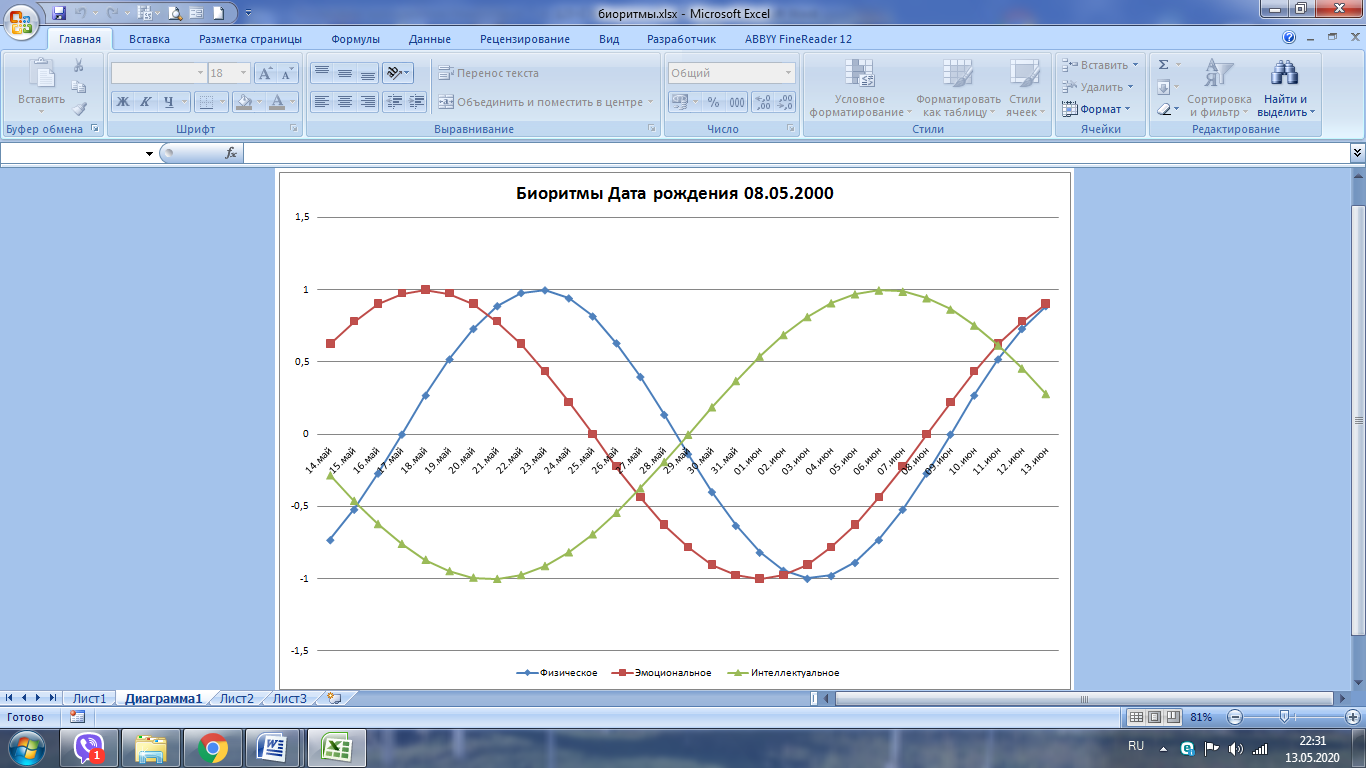 биоритмы.xlsx - Microsoft Excel
Главная Вставка Разметка страницы Формулы Данные Рецензирование Вид Разработчик ABBYY FineReader 12
Вставить
Буфер обмена
18
Ж К Ч
Шрифт
Перенос текста
Объединить и поместить в центре
Выравнивание
Общий
% 000
Число
Условное форматирование
Форматировать как таблицу
Стили ячеек
Стили
Вставить
Удалить
Формат
Ячейки
Σ
Сортировка и фильтр
Найти и выделить
Редактирование
fx
Биоритмы Дата рождения 08.05.2000
1,5
1
0,5
0
-0,5
-1
-1,5
14.май 15.май 16.май 17.май 18.май 19.май 20.май 21.май 22.май 23.май 24.май 25.май 26.май 27.май 28.май 29.май 30.май 31.май 01.июн 02.июн 03.июн 04.июн 05.июн 06.июн 07.июн 08.июн 09.июн 10.июн 11.июн 12.июн 13.июн
Физическое Эмоциональное Интеллектуальное
Лист1 Диаграмма1 Лист2 Лист3
Готово
81%
1
RU
22:31
13.05.2020